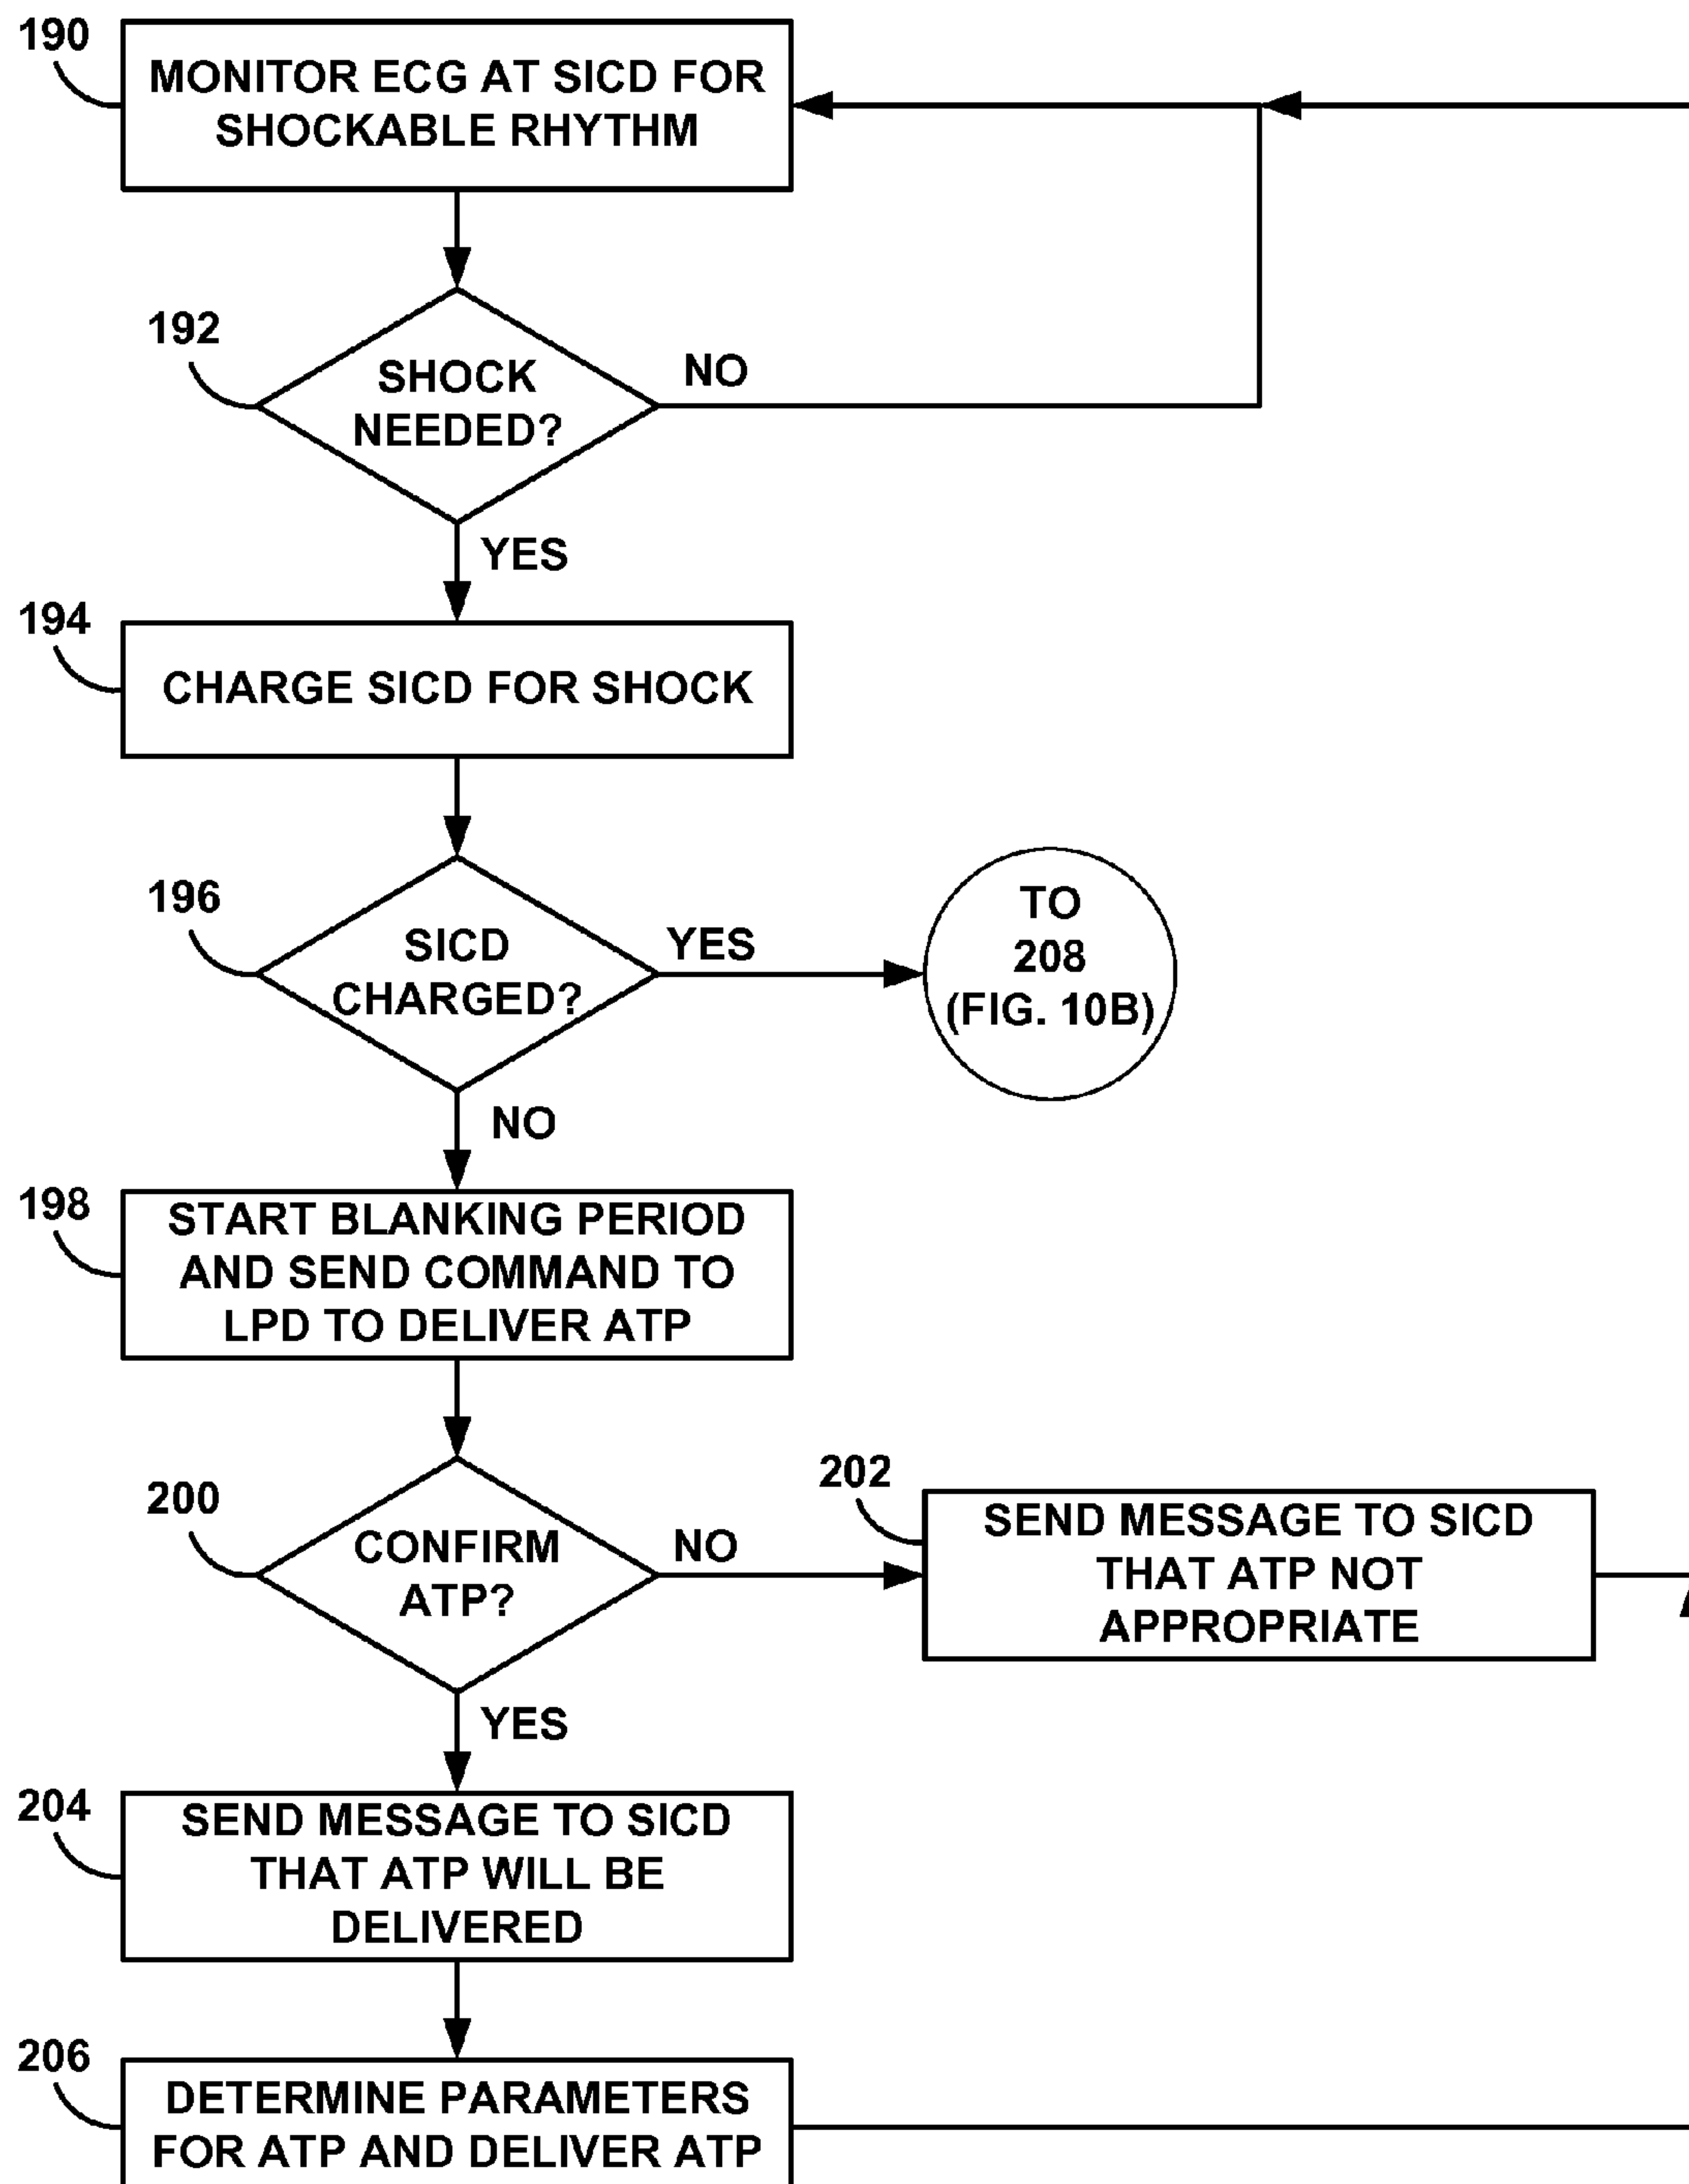 190
MONITOR ECG AT SICD FOR
SHOCKABLE RHYTHM
192
SHOCK
NEEDED?
NO
YES
194
CHARGE SICD FOR SHOCK
196
SICD
CHARGED?
YES
TO
208
(FIG. 10B)
NO
198
START BLANKING PERIOD
AND SEND COMMAND TO
LPD TO DELIVER ATP
200
CONFIRM
ATP?
NO
202
SEND MESSAGE TO SICD
THAT ATP NOT
APPROPRIATE
YES
204
SEND MESSAGE TO SICD
THAT ATP WILL BE
DELIVERED
206
DETERMINE PARAMETERS
FOR ATP AND DELIVER ATP